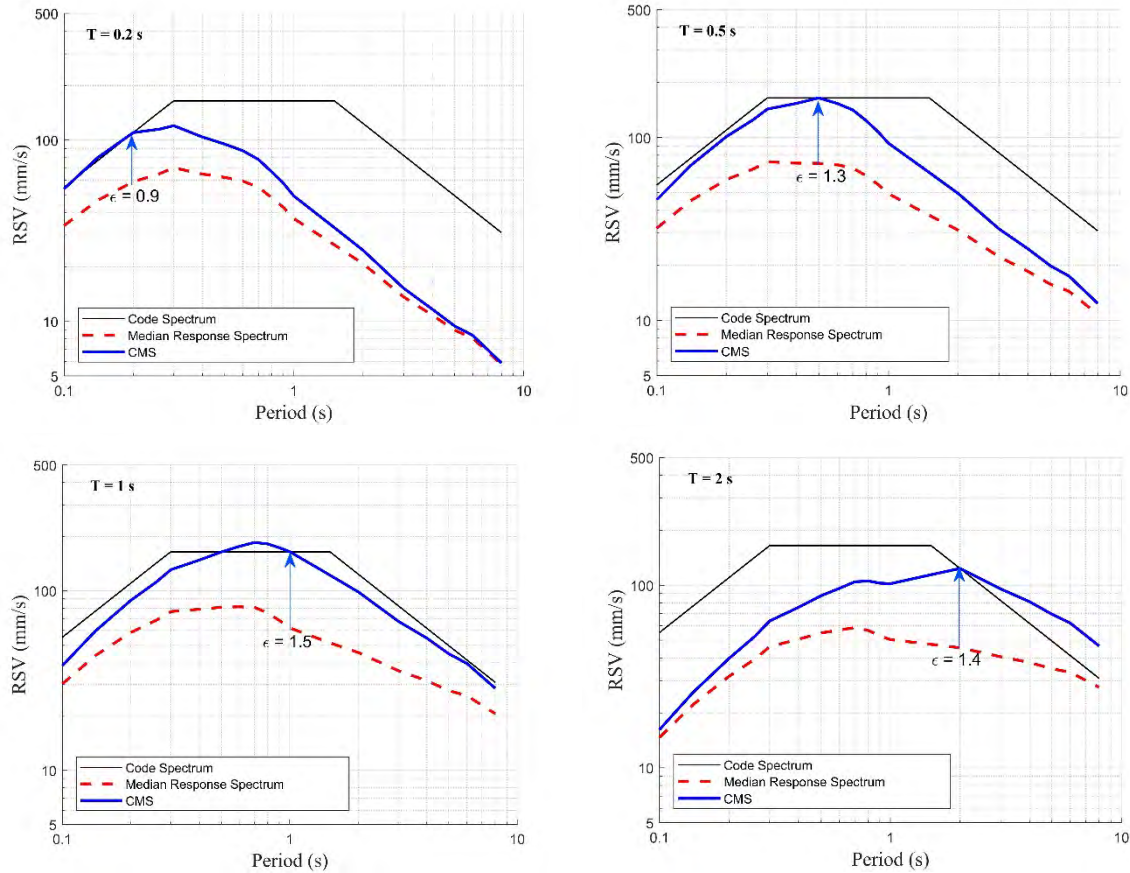 T = 0.2 s
500
100
10
5
RSV (mm/s)
ϵ = 0.9
Code Spectrum
Median Response Spectrum
CMS
0.1
1
10
Period (s)
T = 0.5 s
500
100
10
5
RSV (mm/s)
ϵ = 1.3
Code Spectrum
Median Response Spectrum
CMS
0.1
1
10
Period (s)
T = 1 s
500
100
10
5
RSV (mm/s)
ϵ = 1.5
Code Spectrum
Median Response Spectrum
CMS
0.1
1
10
Period (s)
T = 2 s
500
100
10
5
RSV (mm/s)
ϵ = 1.4
Code Spectrum
Median Response Spectrum
CMS
0.1
1
10
Period (s)